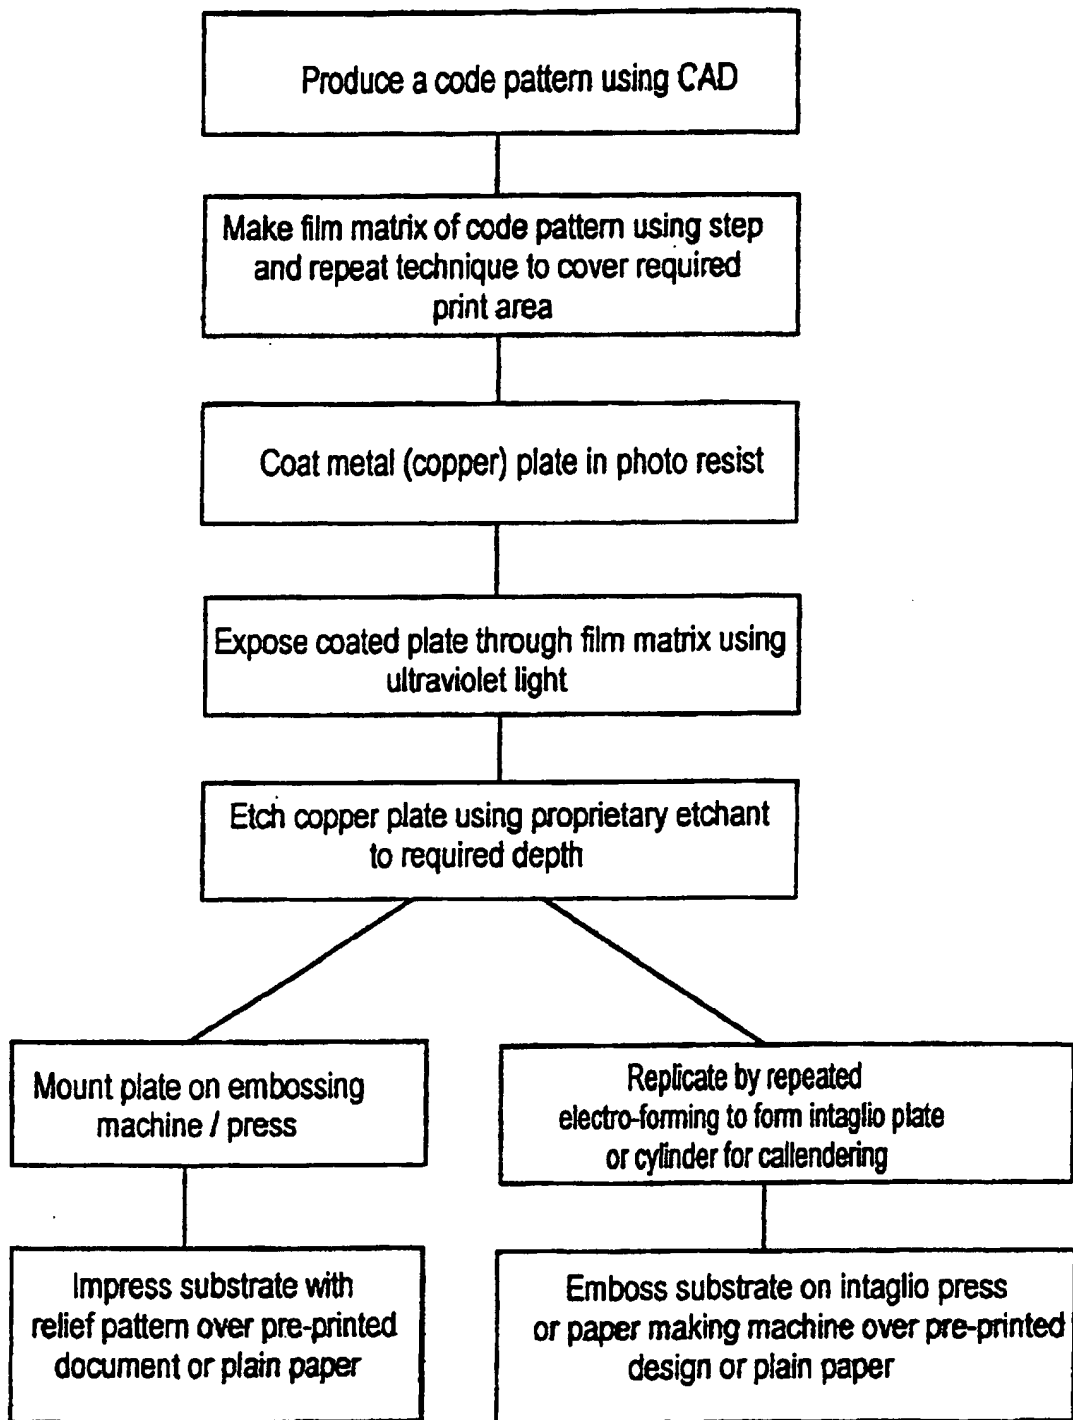 Produce a code pattern using CAD
Make film matrix of code pattern using step
and repeat technique to cover required
print area
Coat metal (copper) plate in photo resist
Expose coated plate through film matrix using
ultraviolet light
Etch copper plate using proprietary etchant
to required depth
Mount plate on embossing
machine / press
Replicate by repeated
electro-forming to form intaglio plate
or cylinder for callendering
Impress substrate with
relief pattern over pre-printed
document or plain paper
Emboss substrate on intaglio press
or paper making machine over pre-printed
design or plain paper